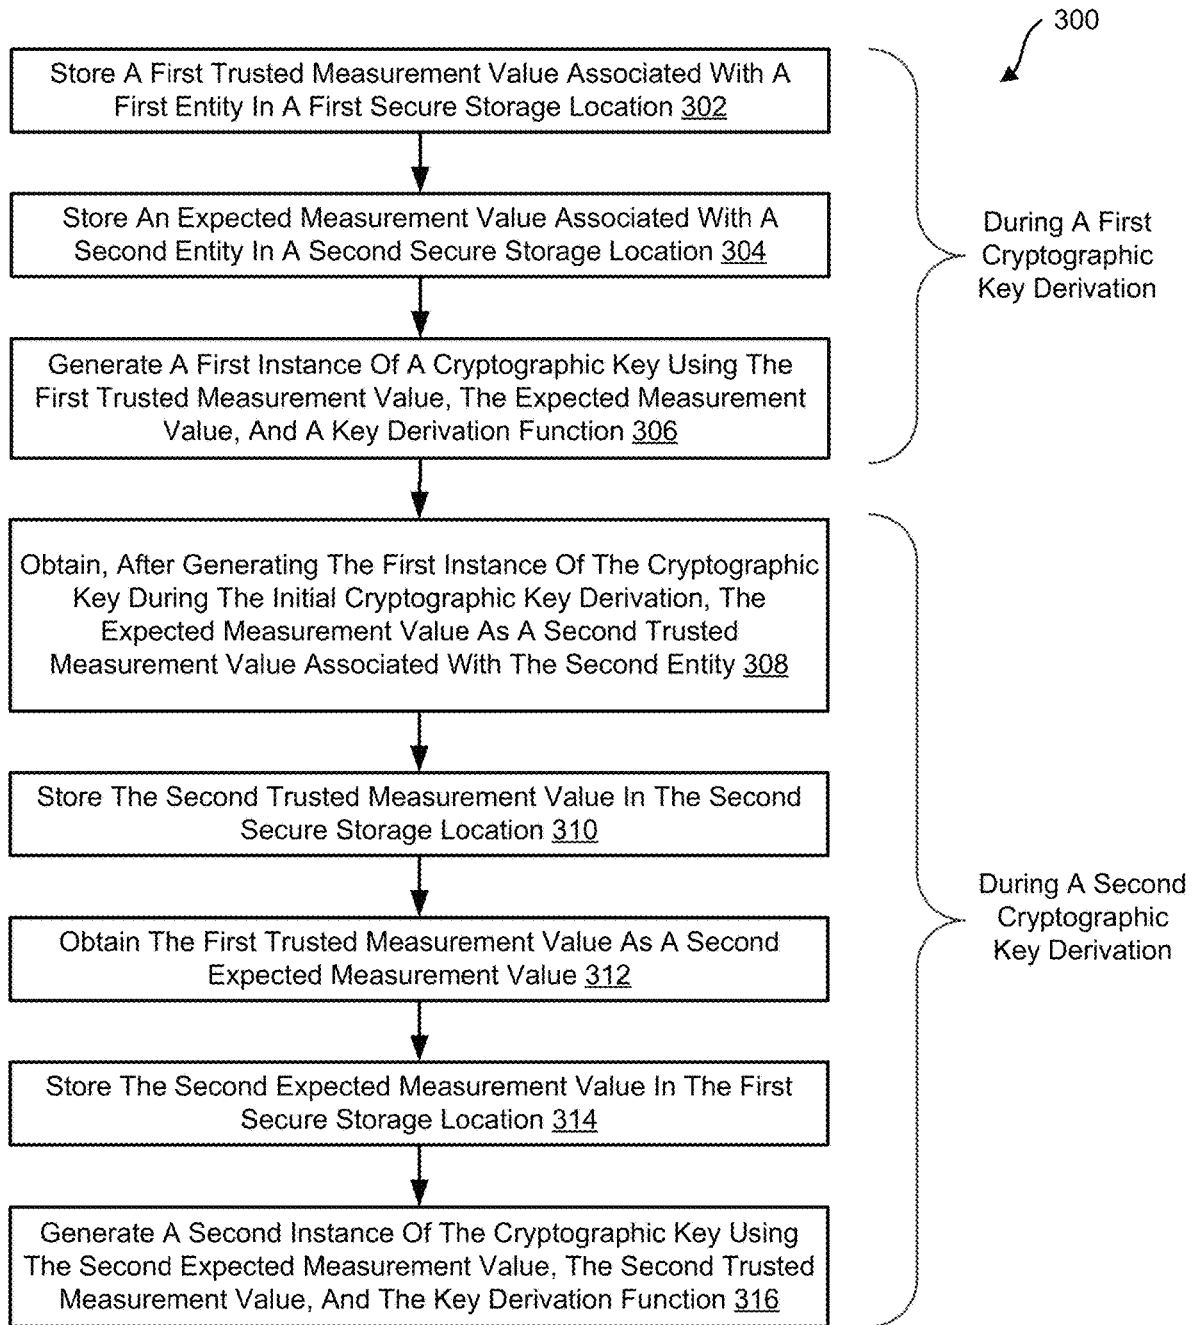 300
Store A First Trusted Measurement Value Associated With A
First Entity In A First Secure Storage Location 302
Store An Expected Measurement Value Associated With A
Second Entity In A Second Secure Storage Location 304
Generate A First Instance Of A Cryptographic Key Using The
First Trusted Measurement Value, The Expected Measurement
Value, And A Key Derivation Function 306
During A First
Cryptographic
Key Derivation
Obtain, After Generating The First Instance Of The Cryptographic
Key During The Initial Cryptographic Key Derivation, The
Expected Measurement Value As A Second Trusted
Measurement Value Associated With The Second Entity 308
Store The Second Trusted Measurement Value In The Second
Secure Storage Location 310
Obtain The First Trusted Measurement Value As A Second
Expected Measurement Value 312
Store The Second Expected Measurement Value In The First
Secure Storage Location 314
Generate A Second Instance Of The Cryptographic Key Using
The Second Expected Measurement Value, The Second Trusted
Measurement Value, And The Key Derivation Function 316
During A Second
Cryptographic
Key Derivation